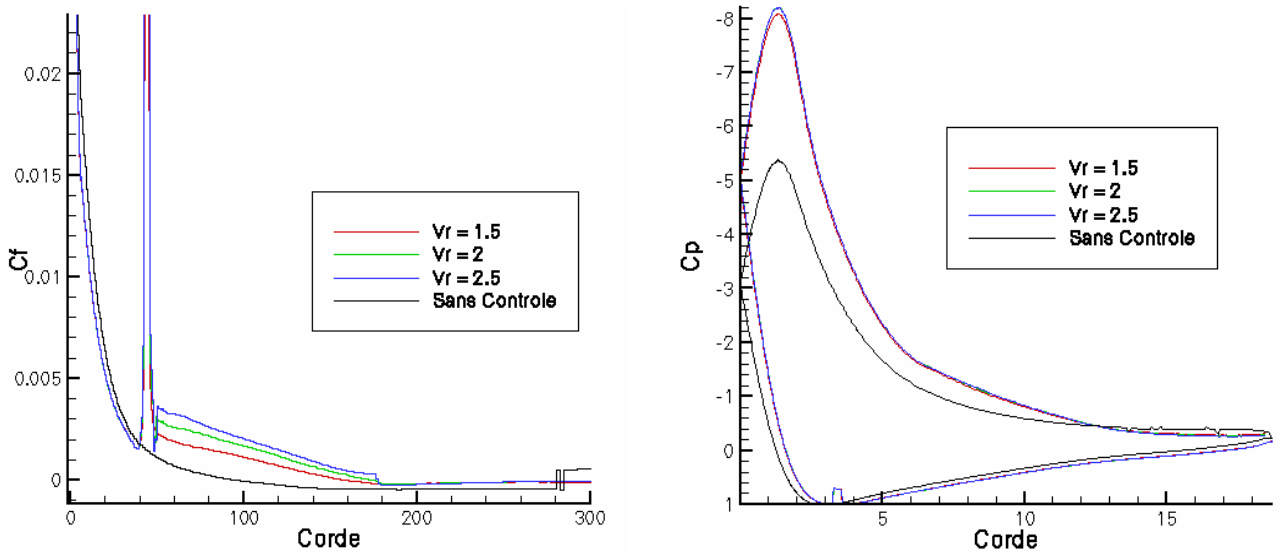 0.02
0.015
0.01
0.005
0
Cf
0
100
200
300
Corde
Vr = 1.5
Vr = 2
Vr = 2.5
Sans Controle
-8
-7
-6
-5
-4
-3
-2
-1
0
1
Cp
5
10
15
Corde
Vr = 1.5
Vr = 2
Vr = 2.5
Sans Controle